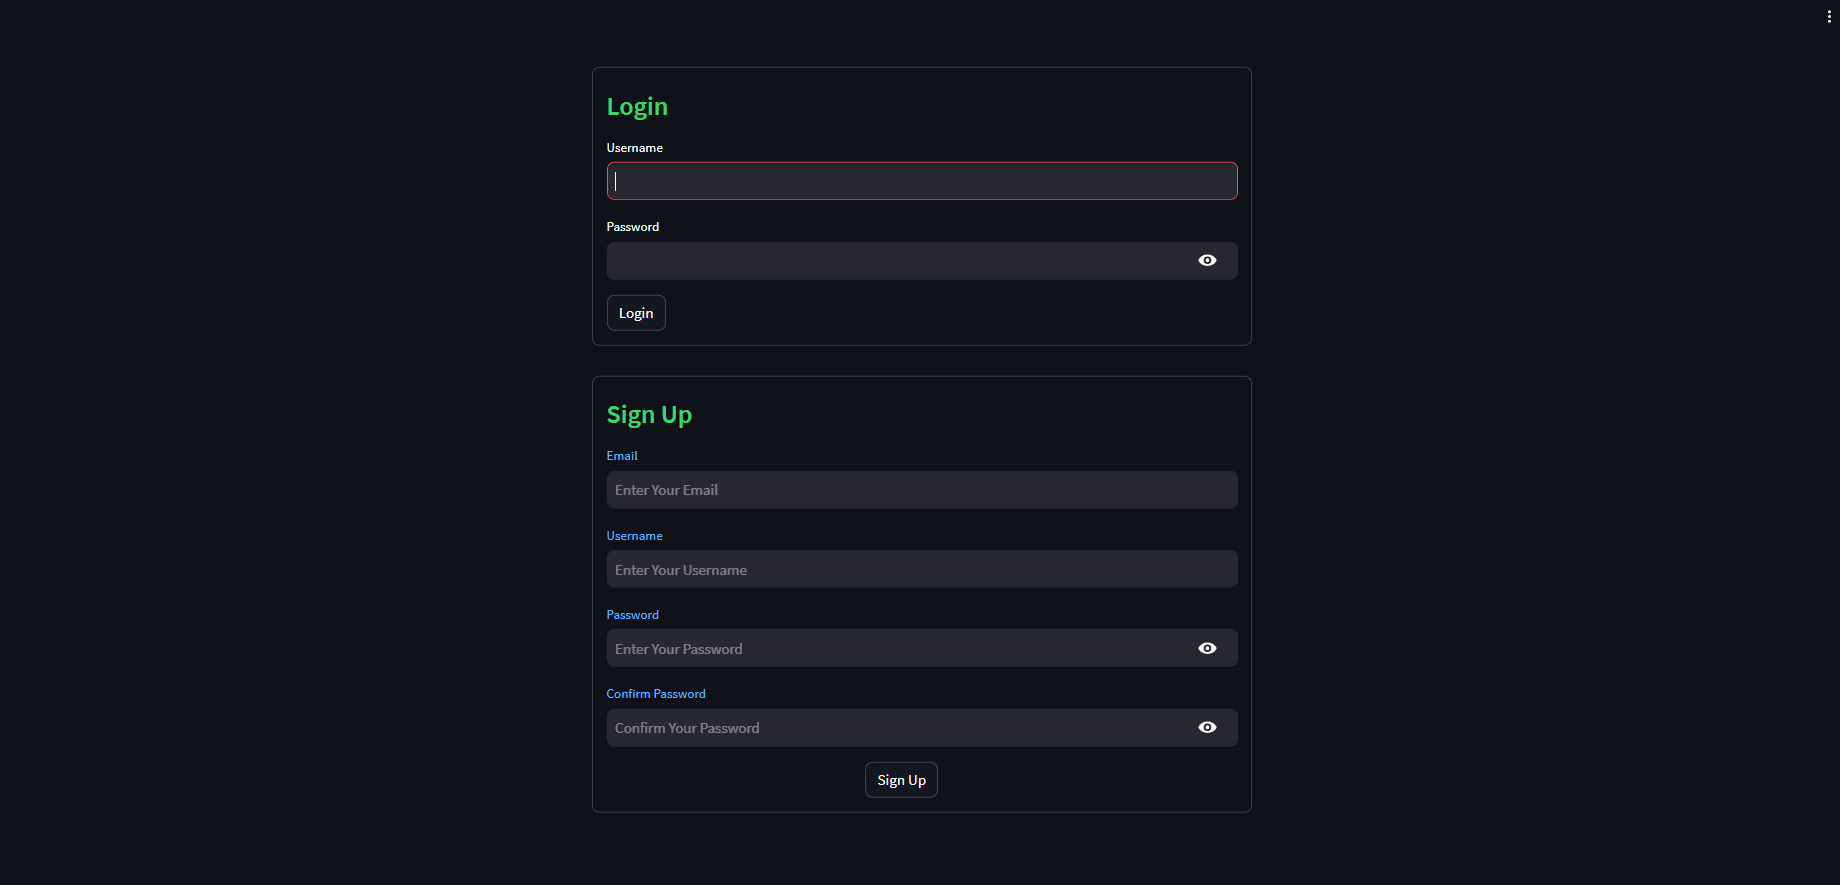 Login
Username
Password
Login
Sign Up
Email
Enter Your Email
Username
Enter Your Username
Password
Enter Your Password
Confirm Password
Confirm Your Password
Sign Up